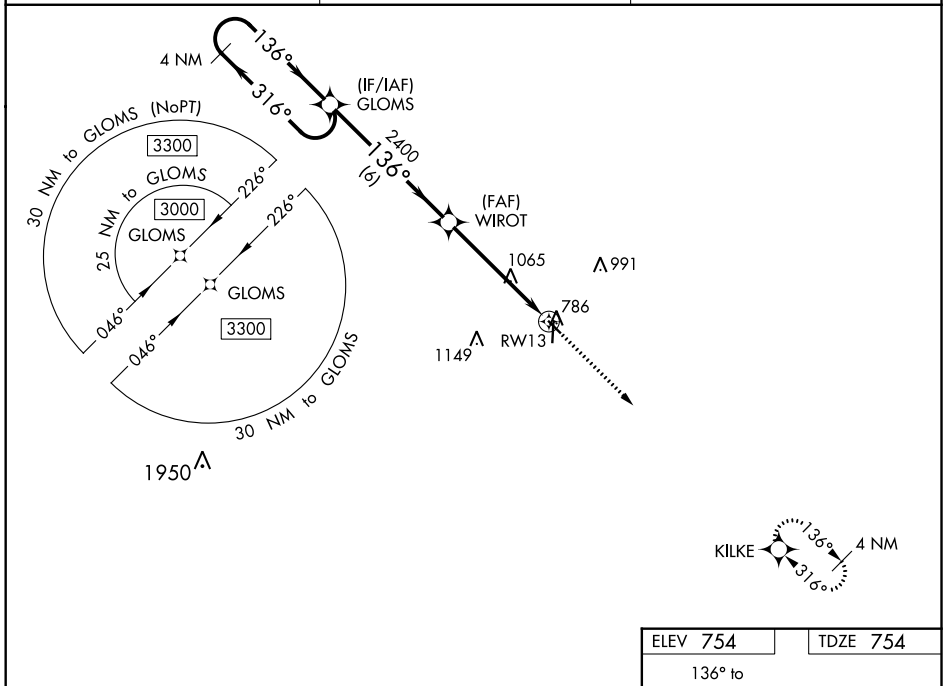 136°
4 NM
316°
(IF/IAF)
GLOMS
30 NM to GLOMS (NoPT)
3300
25 NM to GLOMS
3000
GLOMS
226°
046°
226°
GLOMS
3300
046°
30 NM to GLOMS
2400
136°
(6)
(FAF)
WIROT
1065
991
786
RW13
1149
1950
KILKE
136°
4 NM
316°
ELEV 754
TDZE 754
136° to